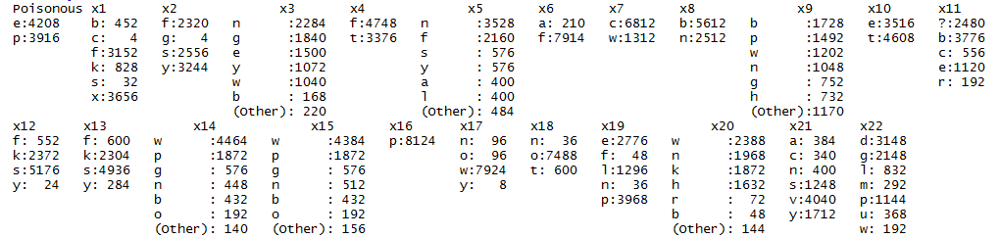 Poisonous x1 x2 x3 x4 x5 x6 x7 x8 x9 x10 x11
e:4208 b: 452 f:2320 n :2284 f:4748 n :3528 a: 210 c:6812 b:5612 b :1728 e:3516 ?:2480
p:3916 c: 4 g: 4 g :1840 t:3376 f :2160 f:7914 w:1312 n:2512 p :1492 t:4608 b:3776
f:3152 s:2556 e :1500 s : 576 w :1202 c: 556
k: 828 y:3244 y :1072 y : 576 n :1048 e:1120
s: 32 w :1040 a : 400 g : 752 r: 192
x:3656 b : 168 l : 400 h : 732
(Other): 220 (Other): 484 (Other):1170
x12 x13 x14 x15 x16 x17 x18 x19 x20 x21 x22
f: 552 f: 600 w :4464 w :4384 p:8124 n: 96 n: 36 e:2776 w :2388 a: 384 d:3148
k:2372 k:2304 p :1872 p :1872 o: 96 o:7488 f: 48 n :1968 c: 340 g:2148
s:5176 s:4936 g : 576 g : 576 w:7924 t: 600 l:1296 k :1872 n: 400 l: 832
y: 24 y: 284 n : 448 n : 512 y: 8 n: 36 h :1632 s:1248 m: 292
b : 432 b : 432 p:3968 r : 72 v:4040 p:1144
o : 192 o : 192 b : 48 y:1712 u: 368
(Other): 140 (Other): 156 (Other): 144 w: 192